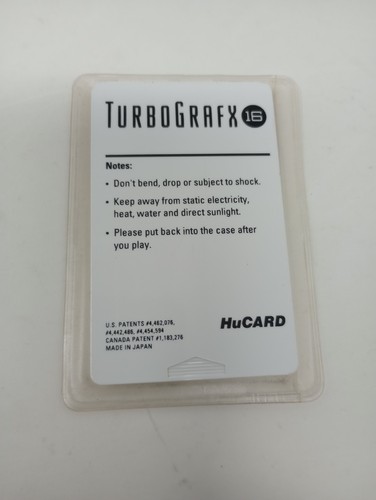 TURBOGRAFX 16
Notes:
• Don't bend, drop or subject to shock.
• Keep away from static electricity,
heat, water and direct sunlight.
• Please put back into the case after
you play.
HuCARD
U.S. PATENTS #4,462,076,
#4,442,486, #4,454,594
CANADA PATENT #1,183,276
MADE IN JAPAN